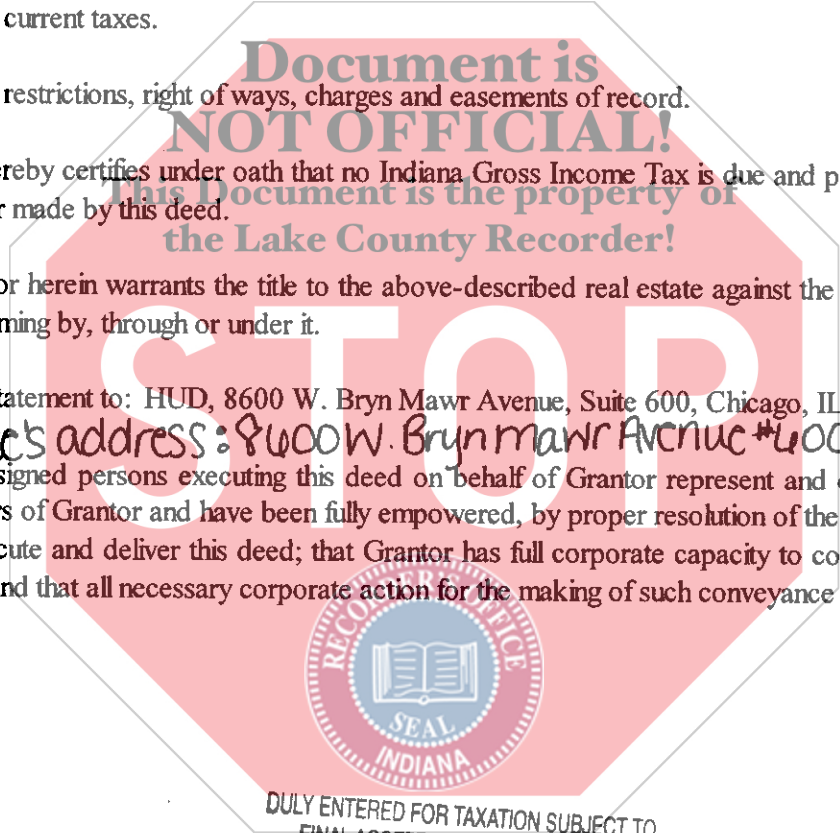 current taxes.
Document is
restrictions, right of ways, charges and easements of record.
NOT OFFICIAL!
reby certifies under oath that no Indiana Gross Income Tax is due and p
This Document is the property of
r made by this deed.
the Lake County Recorder!
or herein warrants the title to the above-described real estate against the
ming by, through or under it.
STOP
tatement to: HUD, 8600 W. Bryn Mawr Avenue, Suite 600, Chicago, IL
e's address: 8600 W. Bryn mawr Avenue #600
signed persons executing this deed on behalf of Grantor represent and
s of Grantor and have been fully empowered, by proper resolution of the
cute and deliver this deed; that Grantor has full corporate capacity to co
nd that all necessary corporate action for the making of such conveyance
RECORDER'S OFFICE
SEAL
INDIANA
DULY ENTERED FOR TAXATION SUBJECT TO